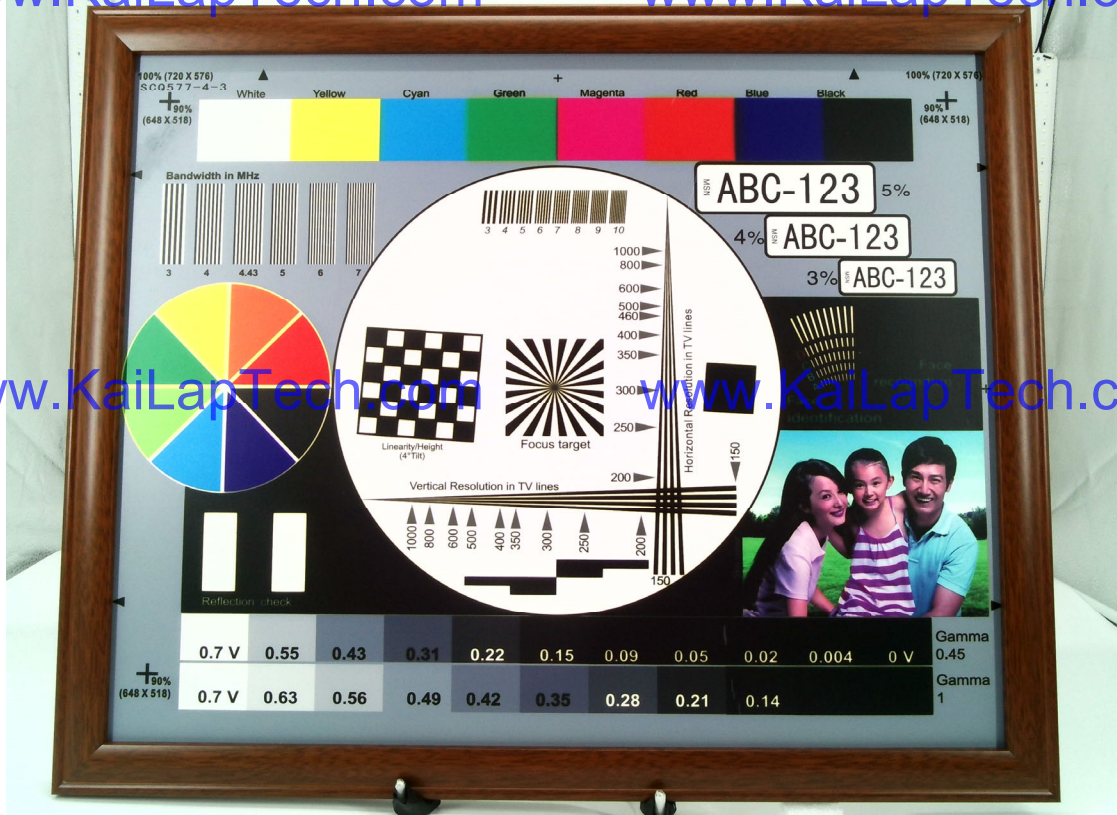 www.KaiLapTech.com
www.KaiLapTech.com
100% (720 X 576)
100% (720 X 576)
SCQ577-4-3
White Yellow Cyan Green Magenta Red Blue Black
90%
(648 X 518)
90%
(648 X 518)
Bandwidth in MHz
3 4 4.43 5 6 7
3 4 5 6 7 8 9 10
MSN ABC-123 5%
4% MSN ABC-123
3% MSN ABC-123
1000
800
600
500
460
400
350
300
250
200
Horizontal Resolution in TV lines
150
Face
recognition
identification
www.KaiLapTech.com
www.KaiLapTech.com
Linearity/Height
(4°Tilt)
Focus target
Vertical Resolution in TV lines
1000 800 600 500 400 350 300 250 200
150
Reflection check
0.7 V 0.55 0.43 0.31 0.22 0.15 0.09 0.05 0.02 0.004 0 V
Gamma
0.45
0.7 V 0.63 0.56 0.49 0.42 0.35 0.28 0.21 0.14
Gamma
1
90%
(648 X 518)